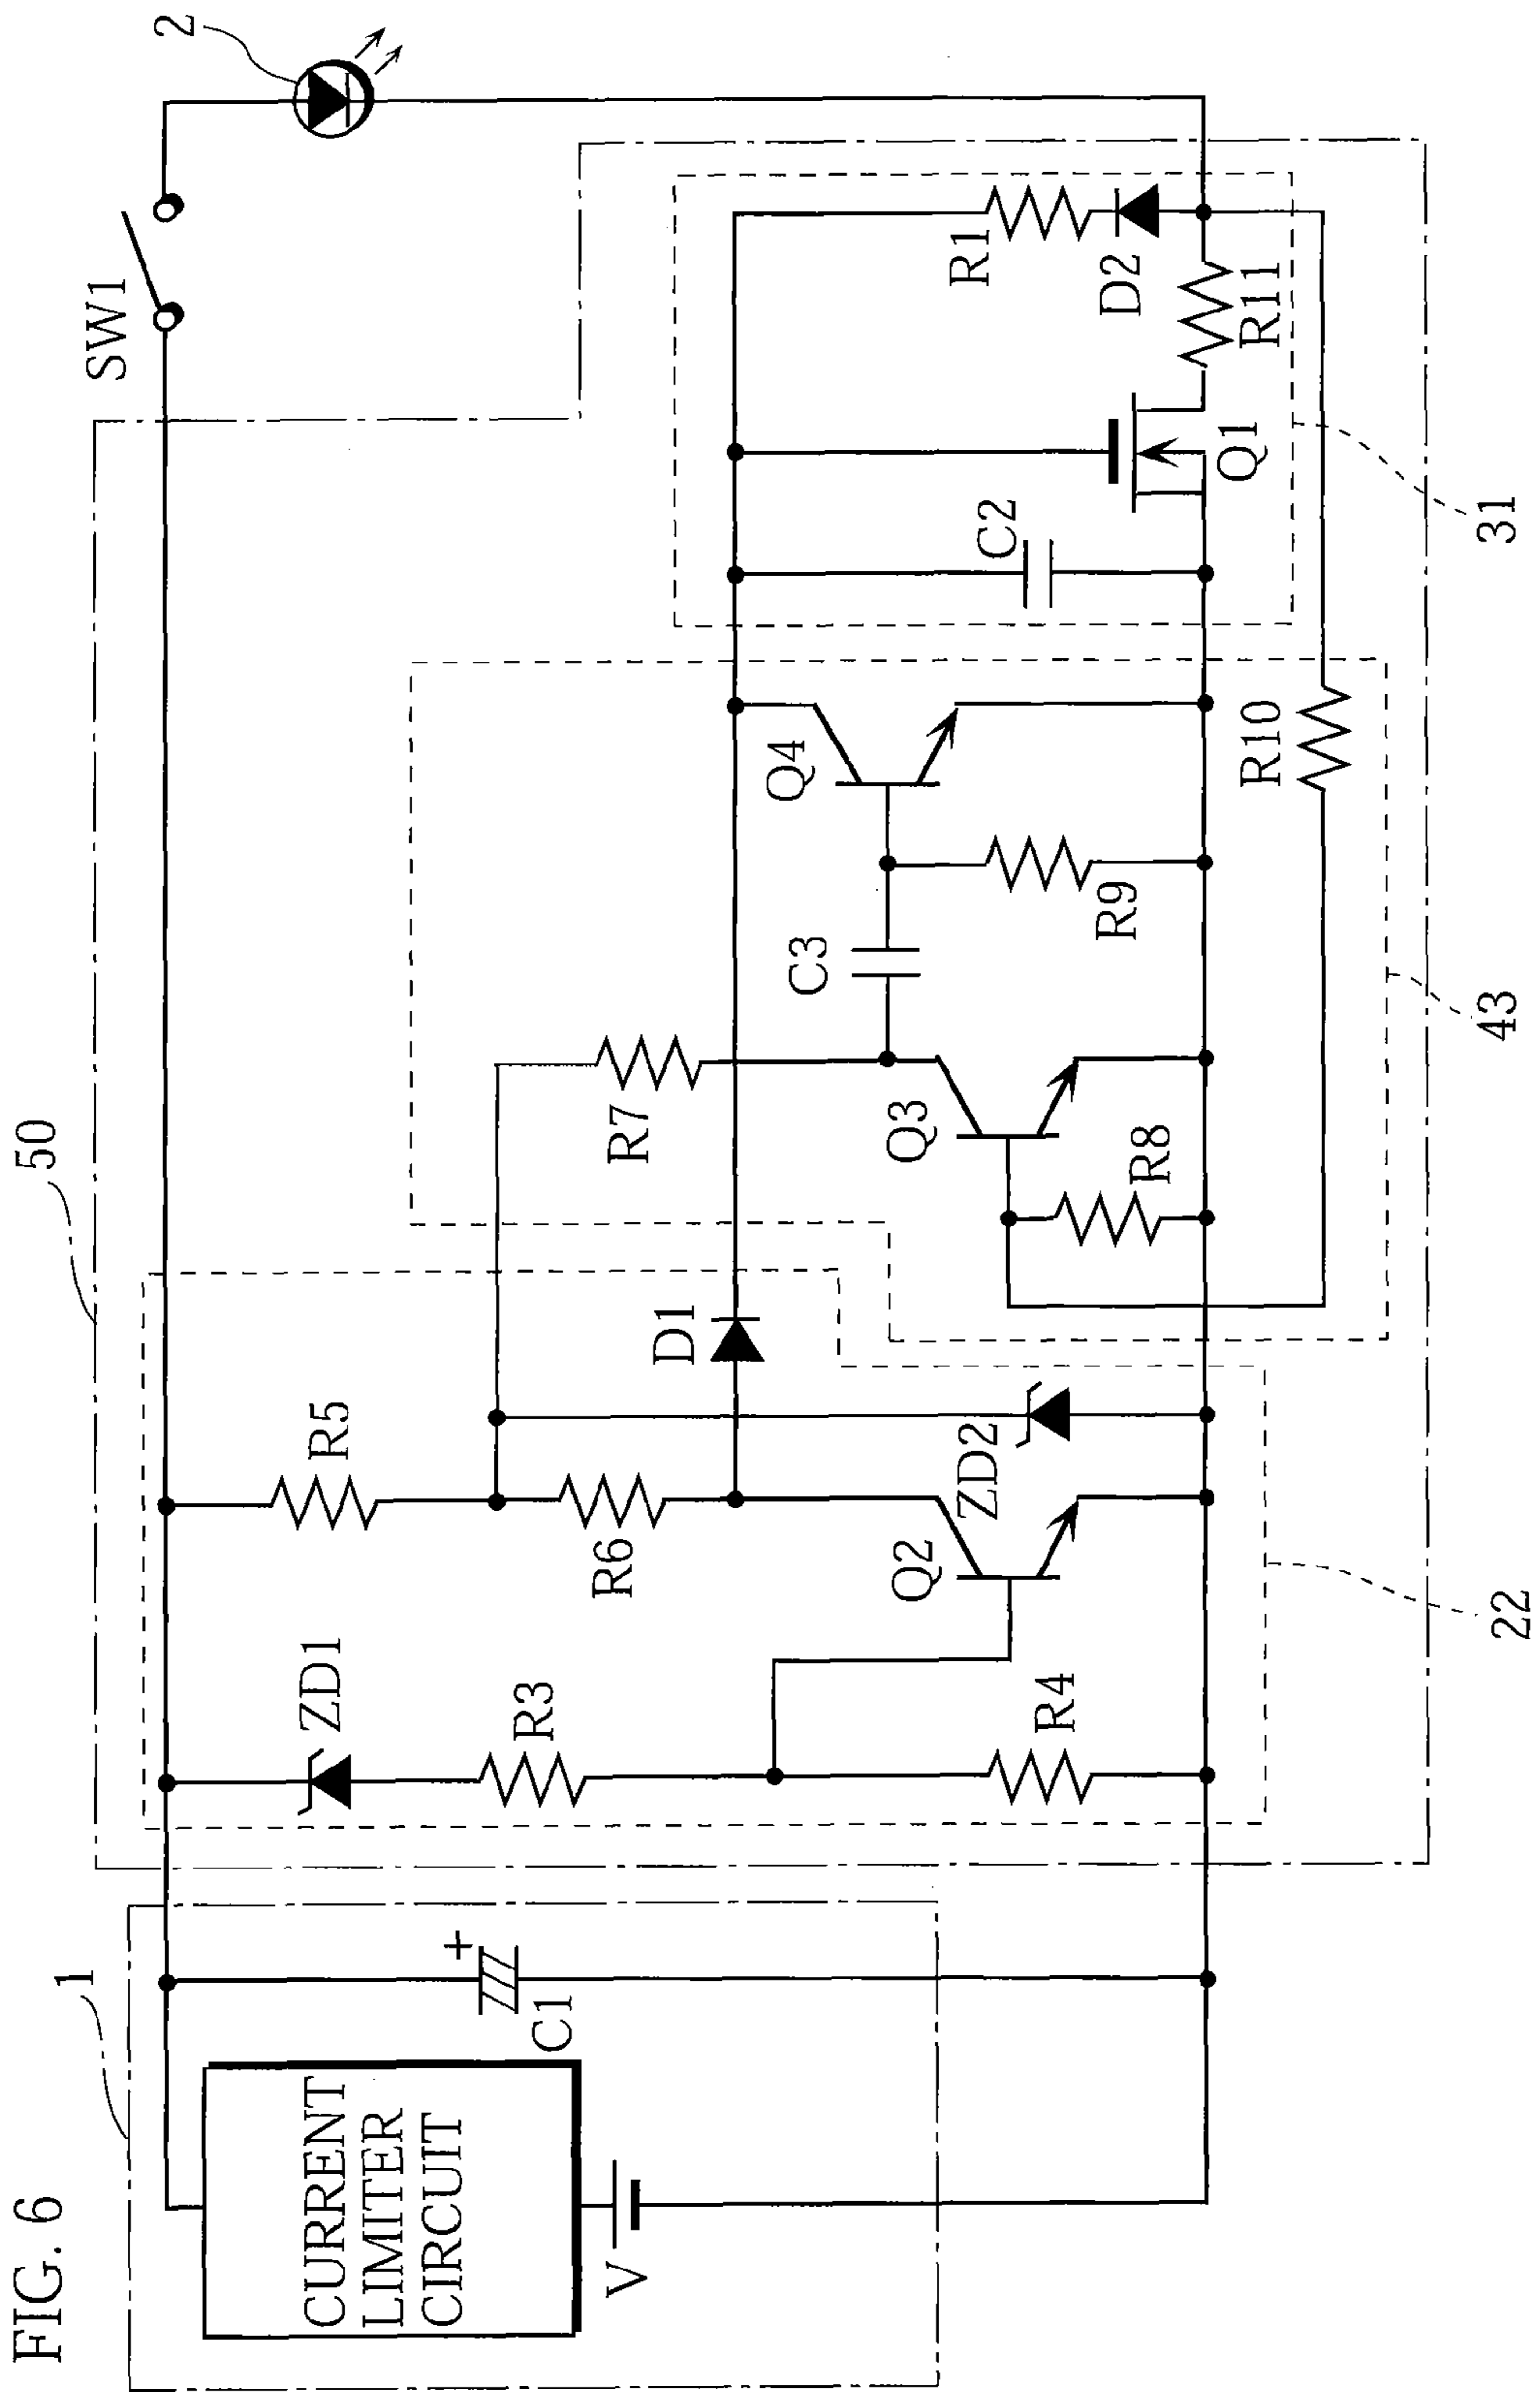 FIG. 6
1
50
SW1
2
CURRENT
LIMITER
CIRCUIT
V
+
C1
ZD1
R3
R4
R5
R6
Q2
ZD2
D1
R7
Q3
R8
C3
R9
Q4
C2
Q1
R1
D2
R11
R10
22
43
31